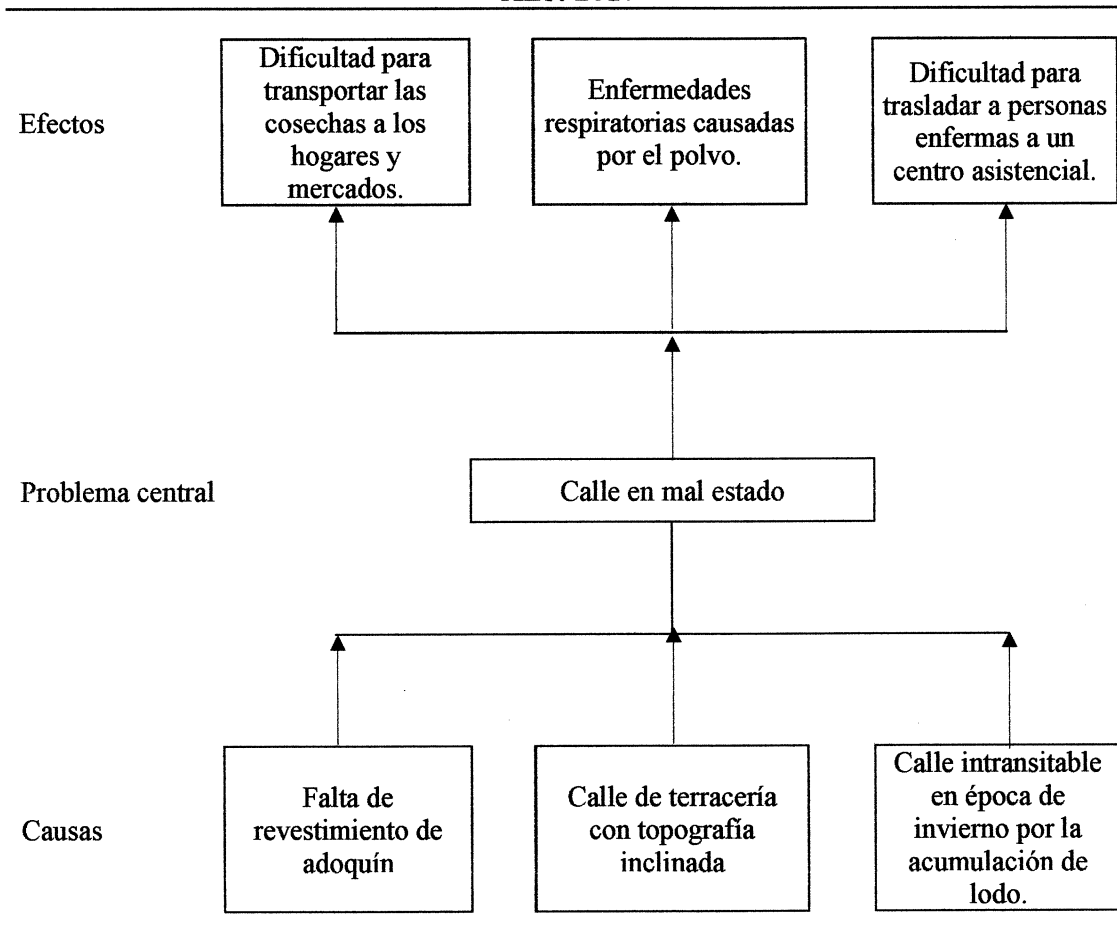 Efectos
Dificultad para
transportar las
cosechas a los
hogares y
mercados.
Enfermedades
respiratorias causadas
por el polvo.
Dificultad para
trasladar a personas
enfermas a un
centro asistencial.
Problema central
Calle en mal estado
Causas
Falta de
revestimiento de
adoquín
Calle de terracería
con topografía
inclinada
Calle intransitable
en época de
invierno por la
acumulación de
lodo.